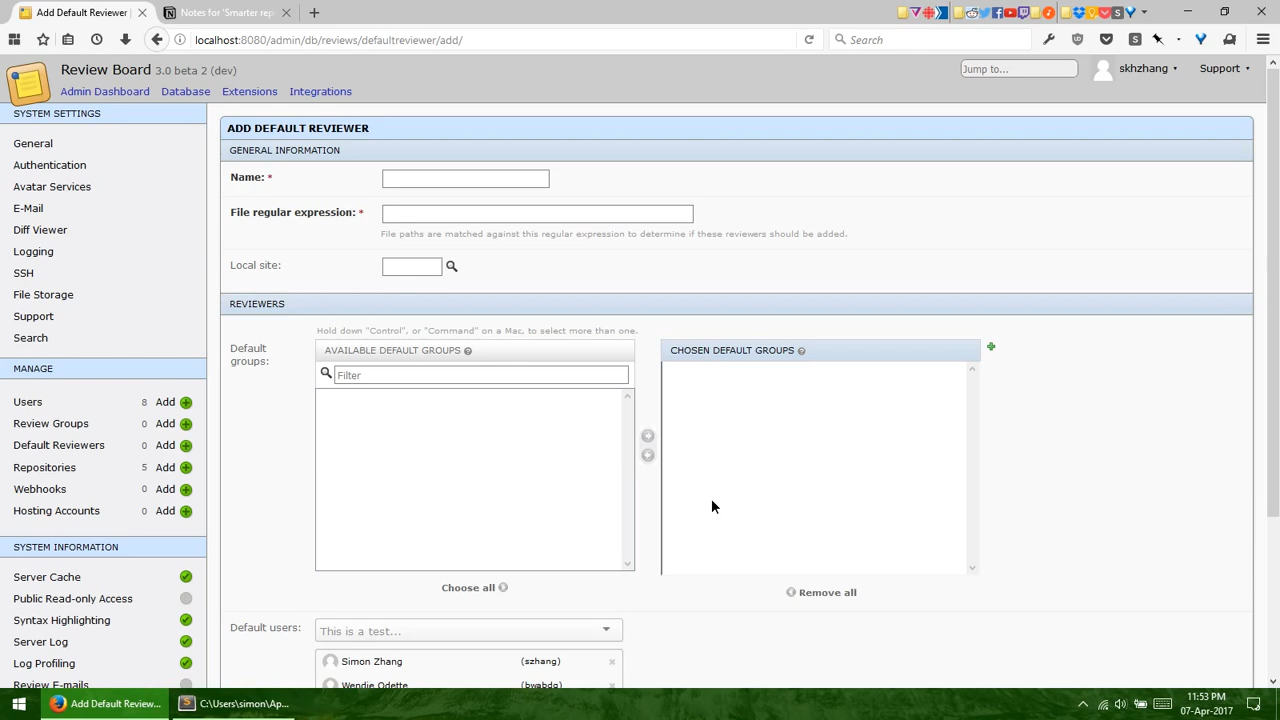 Add Default Reviewer
Notes for 'Smarter rep
localhost:8080/admin/db/reviews/defaultreviewer/add/
Search
Review Board 3.0 beta 2 (dev)
Jump to...
skhzhang
Support
Admin Dashboard Database Extensions Integrations
SYSTEM SETTINGS
General
Authentication
Avatar Services
E-Mail
Diff Viewer
Logging
SSH
File Storage
Support
Search
MANAGE
Users 8 Add
Review Groups 0 Add
Default Reviewers 0 Add
Repositories 5 Add
Webhooks 0 Add
Hosting Accounts 0 Add
SYSTEM INFORMATION
Server Cache
Public Read-only Access
Syntax Highlighting
Server Log
Log Profiling
Review E-mails
ADD DEFAULT REVIEWER
GENERAL INFORMATION
Name: *
File regular expression: *
File paths are matched against this regular expression to determine if these reviewers should be added.
Local site:
REVIEWERS
Hold down "Control", or "Command" on a Mac, to select more than one.
Default
groups:
AVAILABLE DEFAULT GROUPS ?
Filter
Choose all
CHOSEN DEFAULT GROUPS ?
Remove all
Default users:
This is a test...
Simon Zhang (szhang)
Wendie Odette (bwabdg)
Add Default Review...
C:\Users\simon\Ap...
11:53 PM
07-Apr-2017